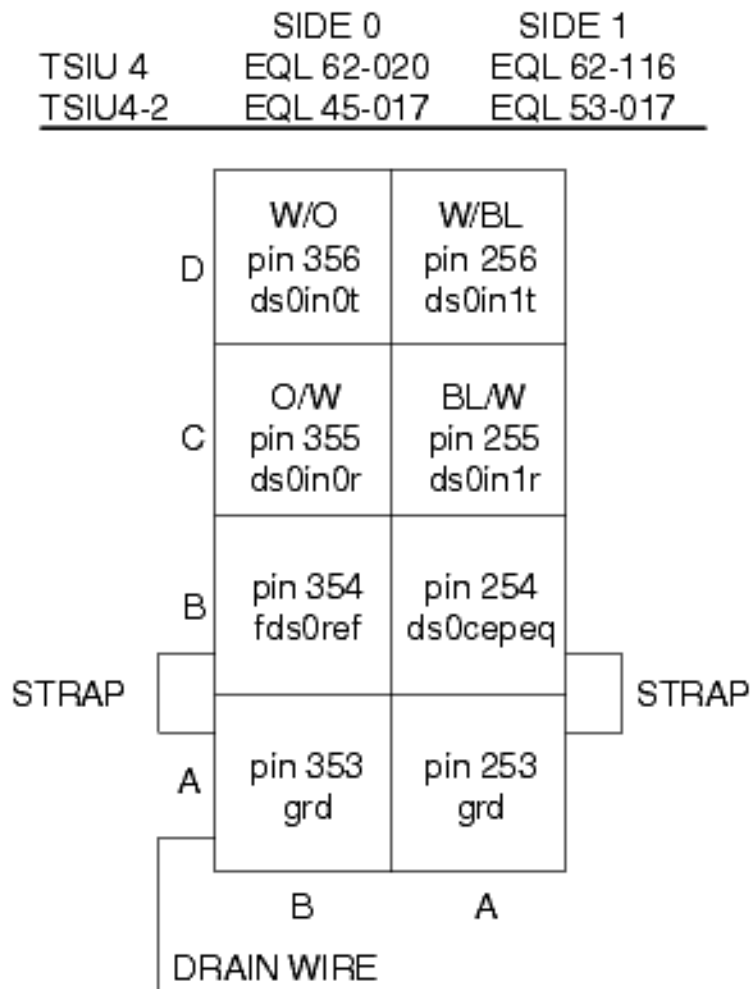 SIDE 0 SIDE 1
TSIU 4 EQL 62-020 EQL 62-116
TSIU4-2 EQL 45-017 EQL 53-017
W/O W/BL
D pin 356 pin 256
ds0in0t ds0in1t
O/W BL/W
C pin 355 pin 255
ds0in0r ds0in1r
B pin 354 pin 254
fds0ref ds0cepeq
STRAP STRAP
A pin 353 pin 253
grd grd
B A
DRAIN WIRE